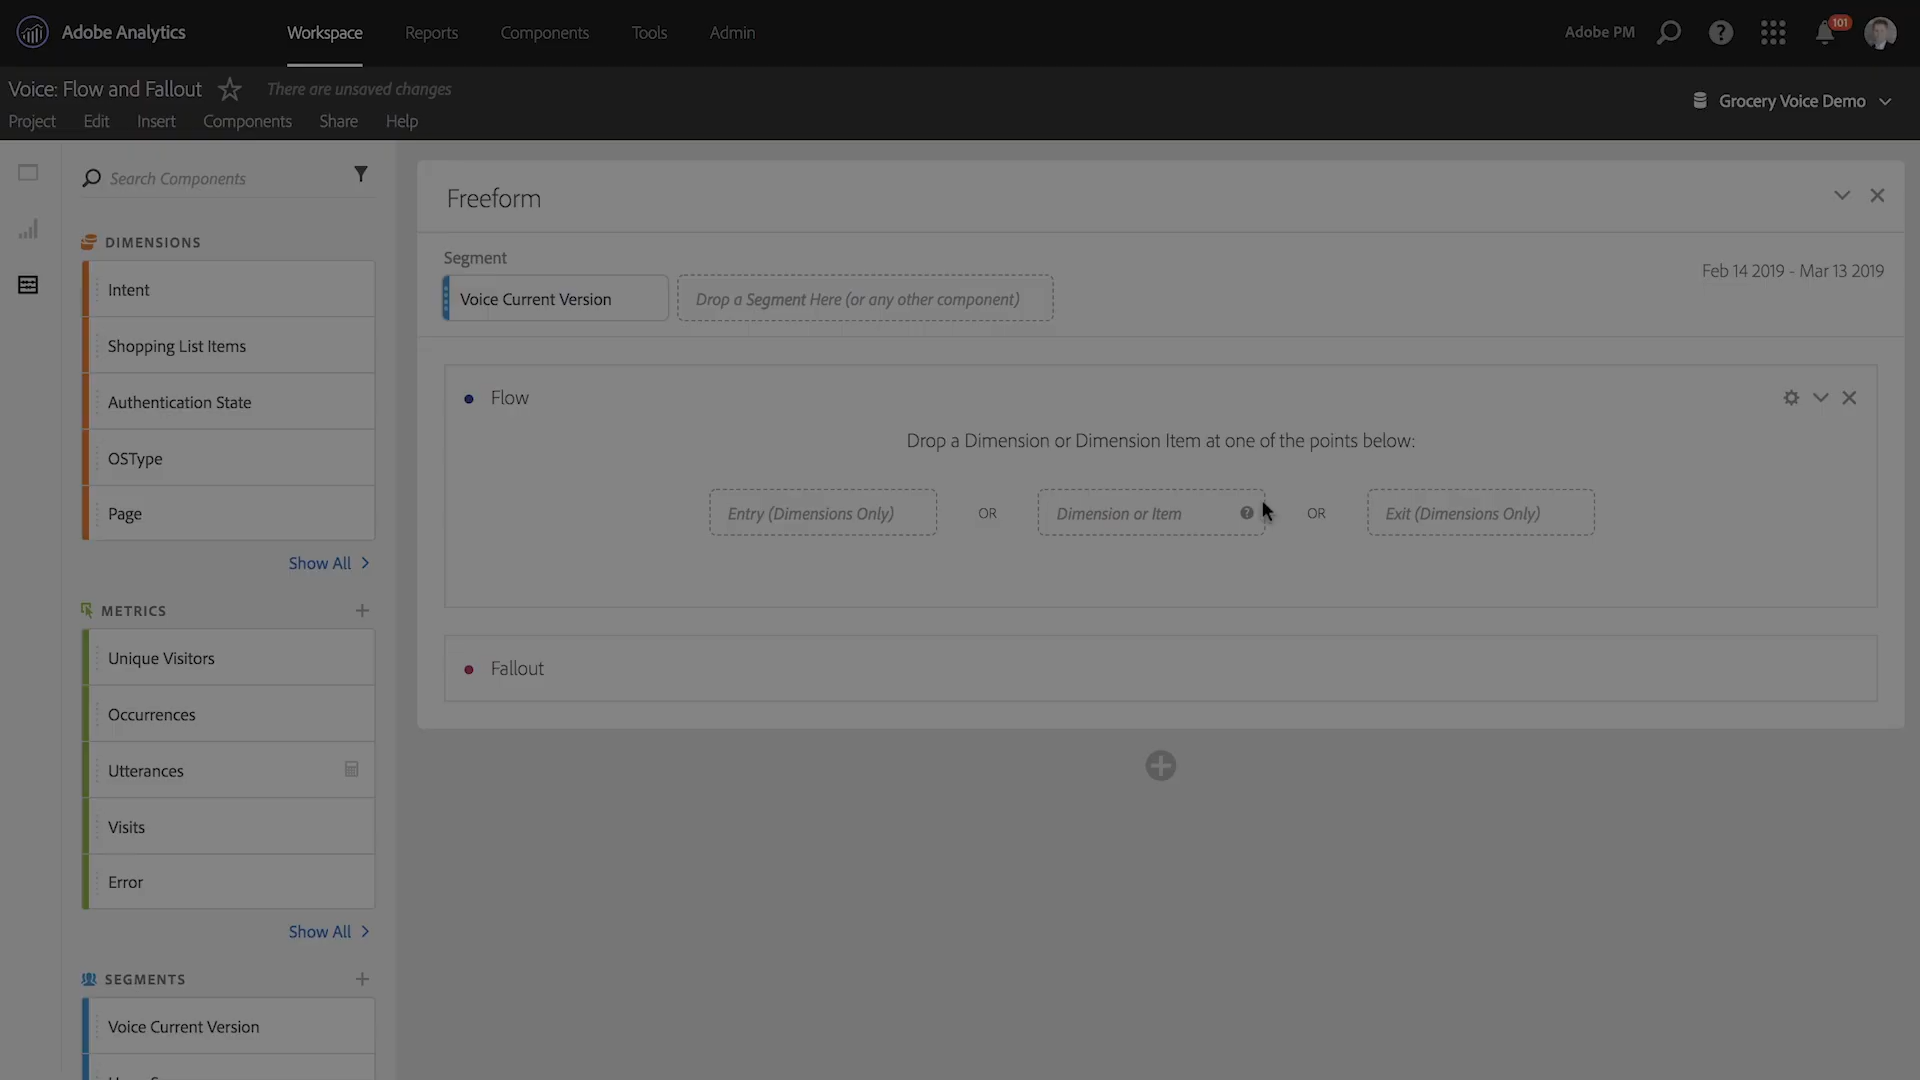 Adobe Analytics
Workspace
Reports
Components
Tools
Admin
Adobe PM
101
Voice: Flow and Fallout
There are unsaved changes
Project
Edit
Insert
Components
Share
Help
Grocery Voice Demo
Search Components
DIMENSIONS
Intent
Shopping List Items
Authentication State
OSType
Page
Show All
METRICS
Unique Visitors
Occurrences
Utterances
Visits
Error
Show All
SEGMENTS
Voice Current Version
Freeform
Segment
Voice Current Version
Drop a Segment Here (or any other component)
Feb 14 2019 - Mar 13 2019
Flow
Drop a Dimension or Dimension Item at one of the points below:
Entry (Dimensions Only)
OR
Dimension or Item
?
OR
Exit (Dimensions Only)
Fallout